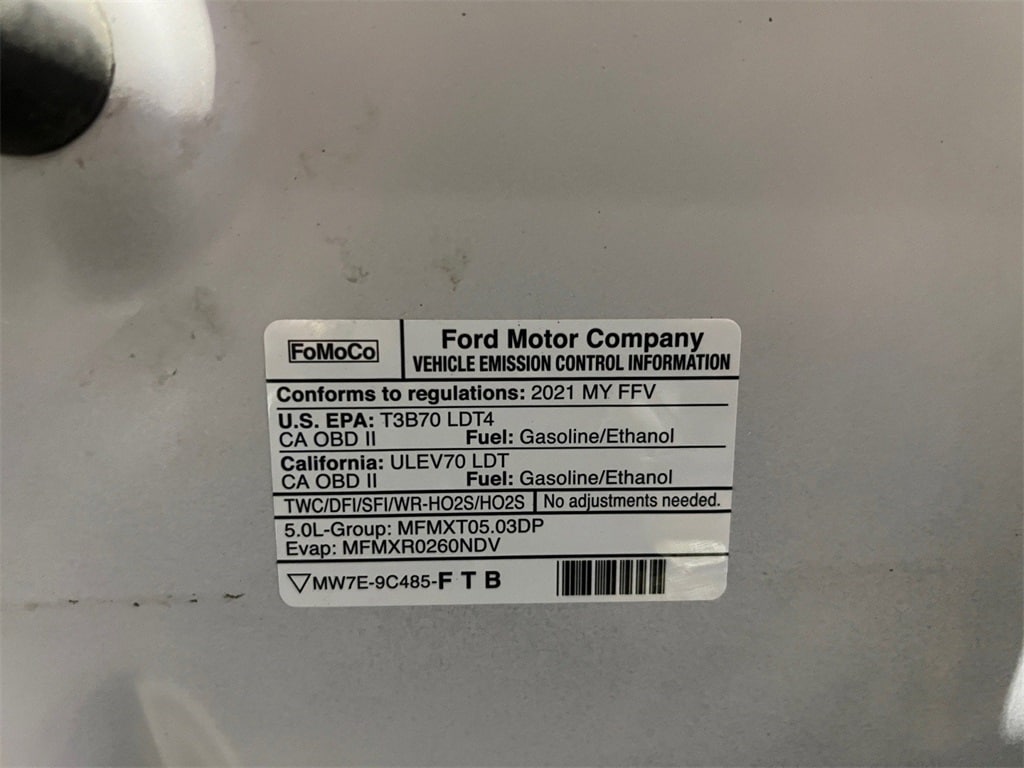 FoMoCo
Ford Motor Company
VEHICLE EMISSION CONTROL INFORMATION
Conforms to regulations: 2021 MY FFV
U.S. EPA: T3B70 LDT4
CA OBD II Fuel: Gasoline/Ethanol
California: ULEV70 LDT
CA OBD II Fuel: Gasoline/Ethanol
TWC/DFI/SFI/WR-HO2S/HO2S No adjustments needed.
5.0L-Group: MFMXT05.03DP
Evap: MFMXR0260NDV
MW7E-9C485-F T B